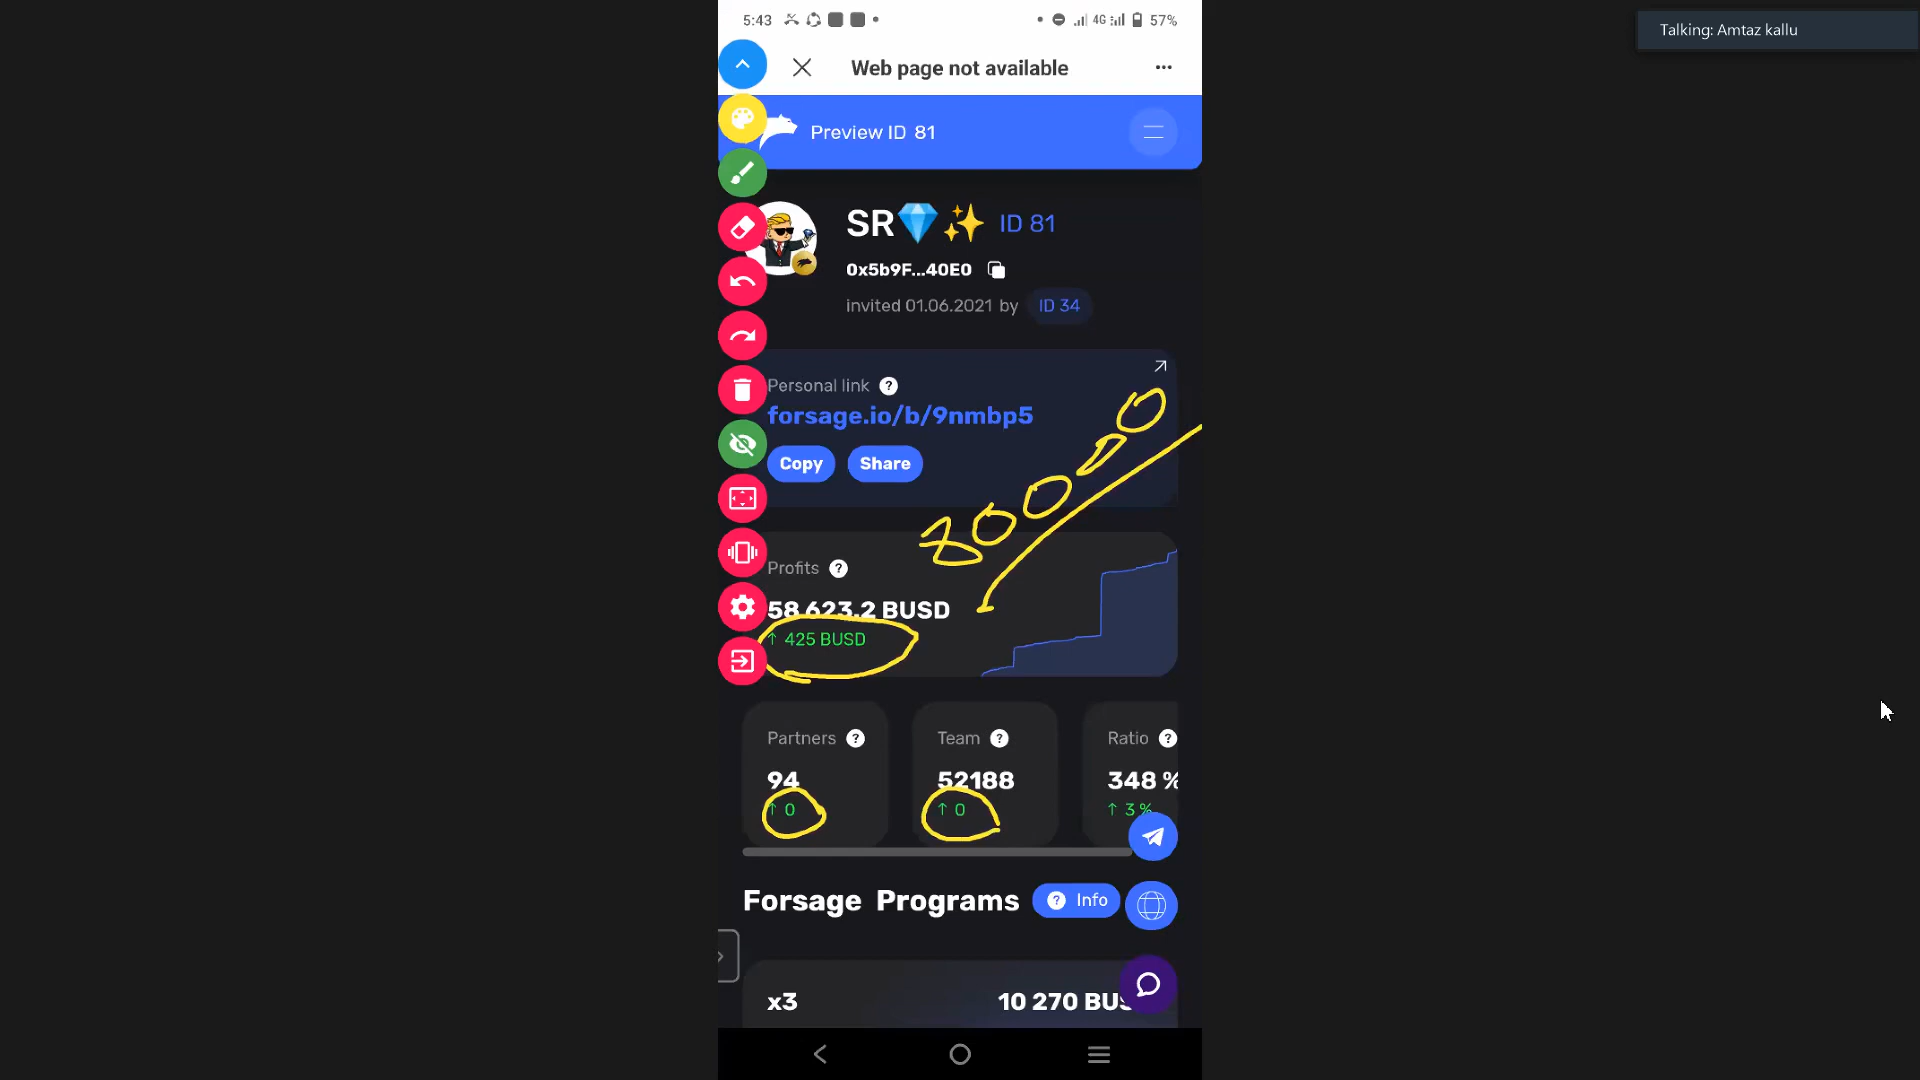 5:43
4G
57%
Talking: Amtaz kallu
Web page not available
Preview ID 81
SR💎✨ ID 81
0x5b9F...40E0
invited 01.06.2021 by ID 34
Personal link ?
forsage.io/b/9nmbp5
Copy Share
Profits ?
58 623.2 BUSD
↑ 425 BUSD
Partners ?
94
↑ 0
Team ?
52188
↑ 0
Ratio ?
348 %
↑ 3 %
Forsage Programs
? Info
x3
10 270